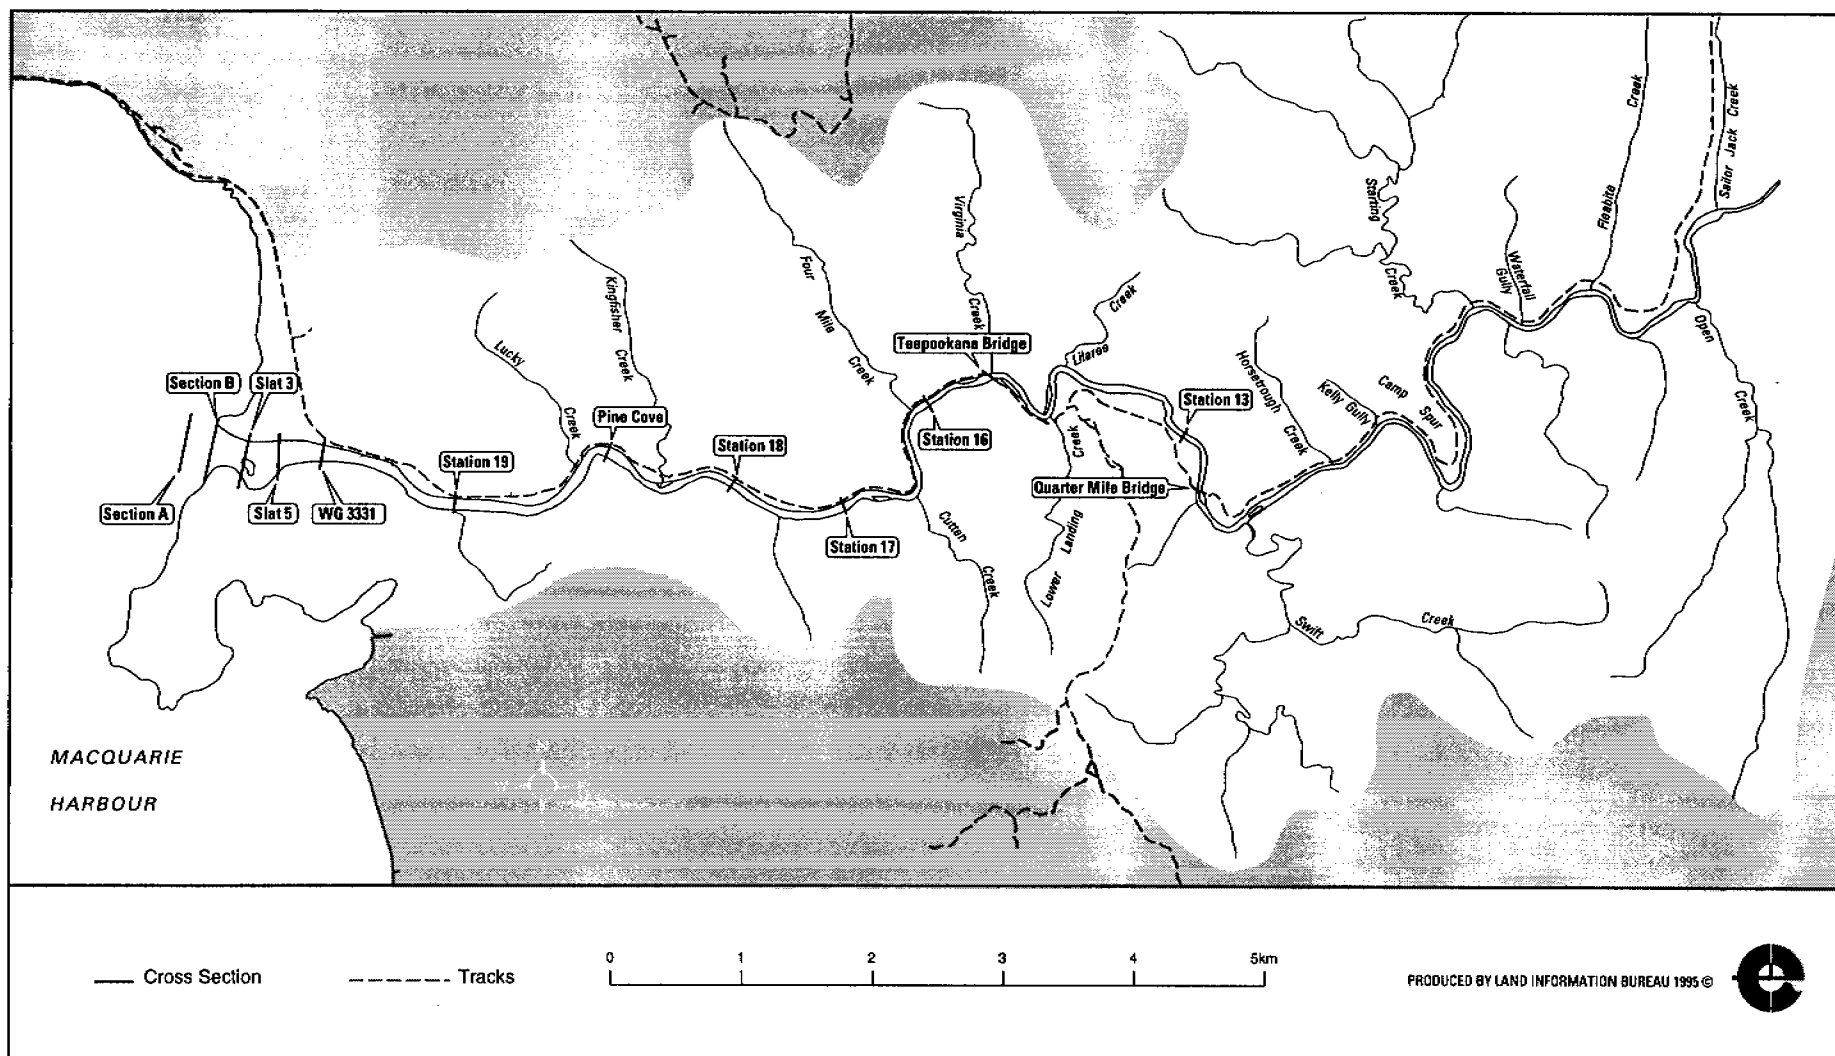 Creek
Fleabite
Sailor Jack Creek
Starting
Creek
Waterfall
Gully
Virginia
Creek
Four
Mile
Creek
Kingfisher
Creek
Lucky
Creek
Creek
Open
Creek
Teepookana Bridge
Horsetrough
Creek
Kelly Gully
Camp
Spur
Section B
Slat 3
Pine Cove
Station 13
Station 18
Station 16
Station 19
Creek
Landing
Lower
Quarter Mile Bridge
Section A
Slat 5
WG 3331
Station 17
Cutten
Creek
Swift
Creek
MACQUARIE
HARBOUR
Cross Section
Tracks
0 1 2 3 4 5km
PRODUCED BY LAND INFORMATION BUREAU 1995 ©